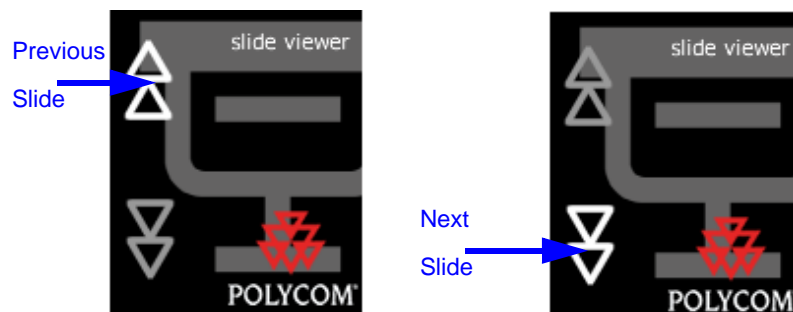 Previous
Slide
slide viewer
POLYCOM®
Next
Slide
slide viewer
POLYCOM